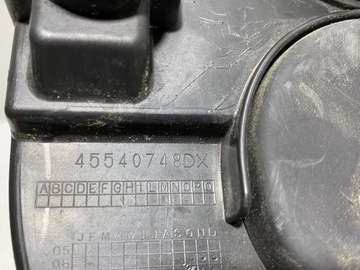 45540748DX
ABCDEFGHILMNOPQ
JFMAMJJASOND
05
06